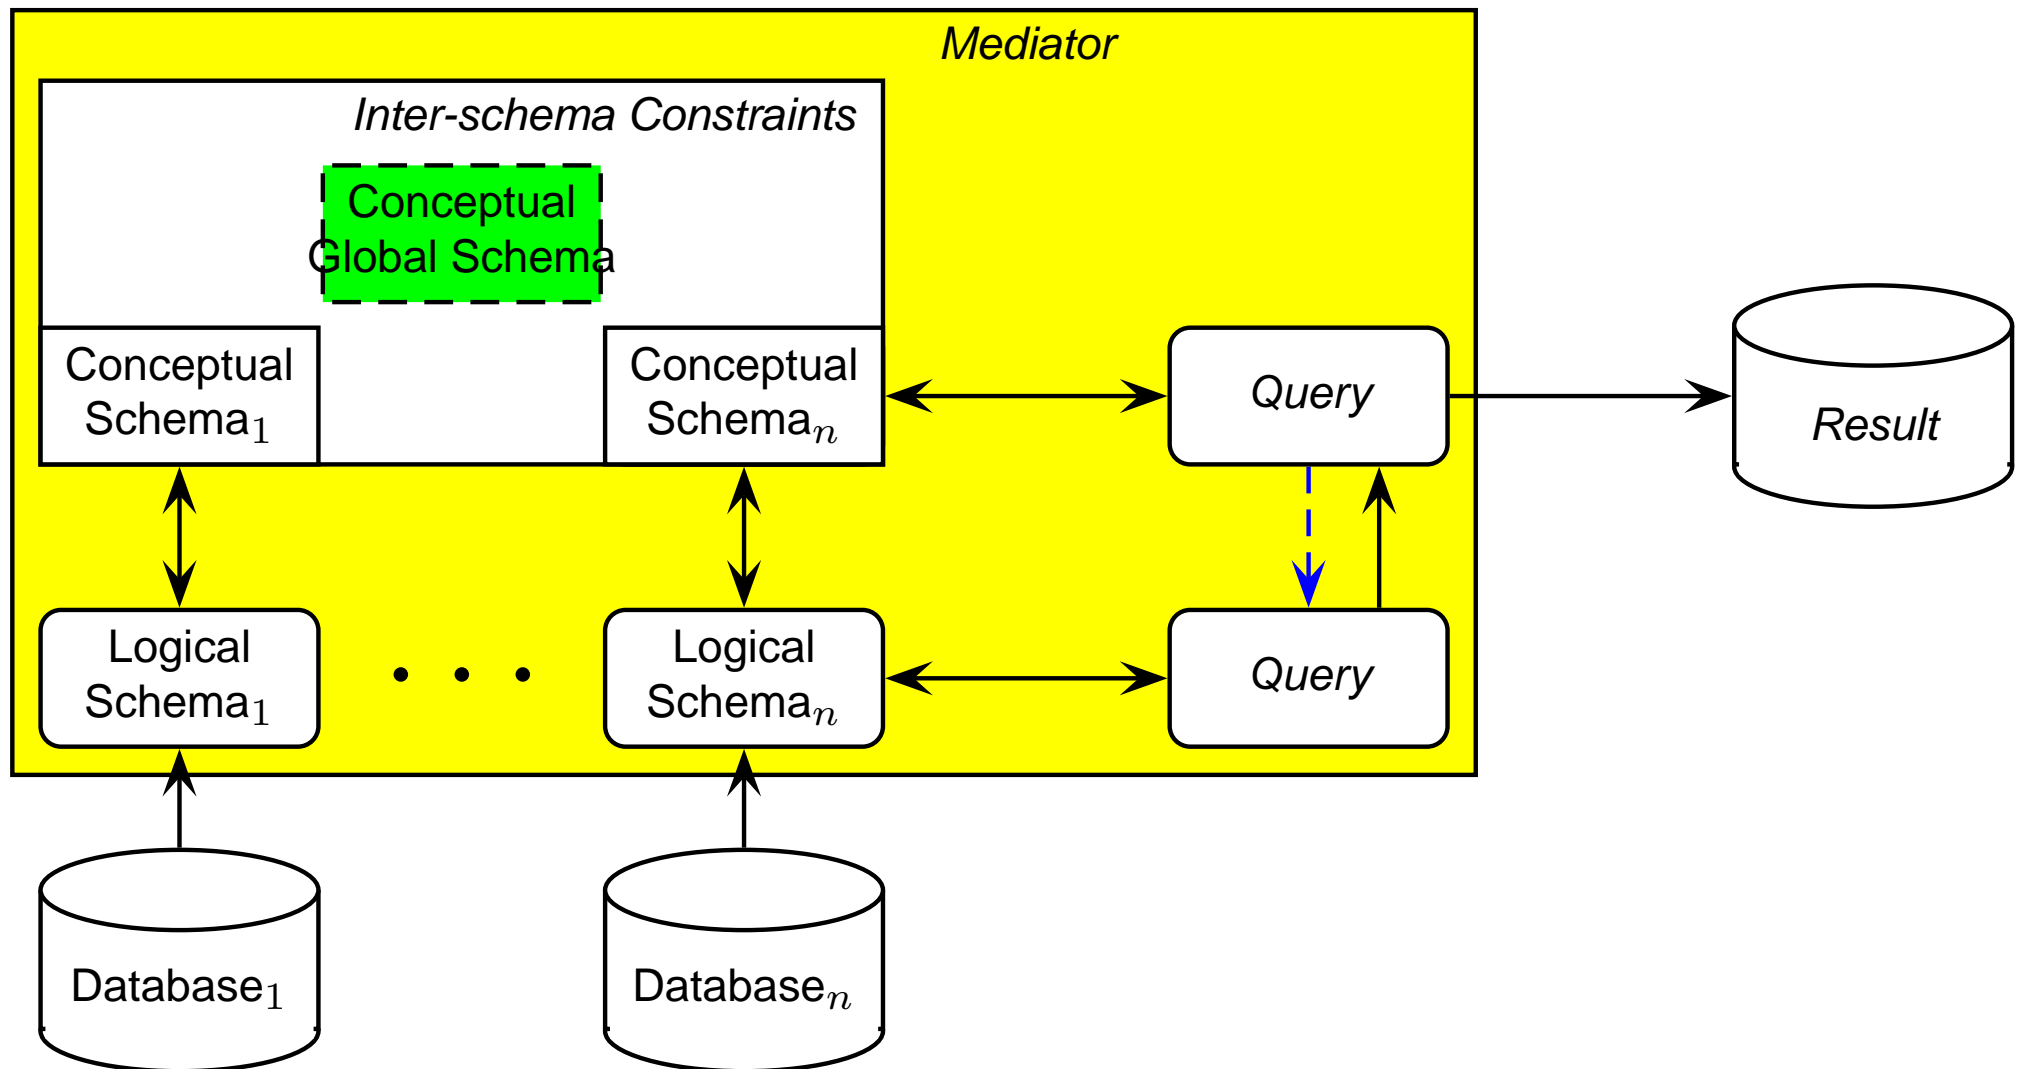 Mediator
Inter-schema Constraints
Conceptual
Global Schema
Conceptual
Schema₁
Conceptual
Schemaₙ
Query
Result
Logical
Schema₁
. . .
Logical
Schemaₙ
Query
Database₁
Databaseₙ